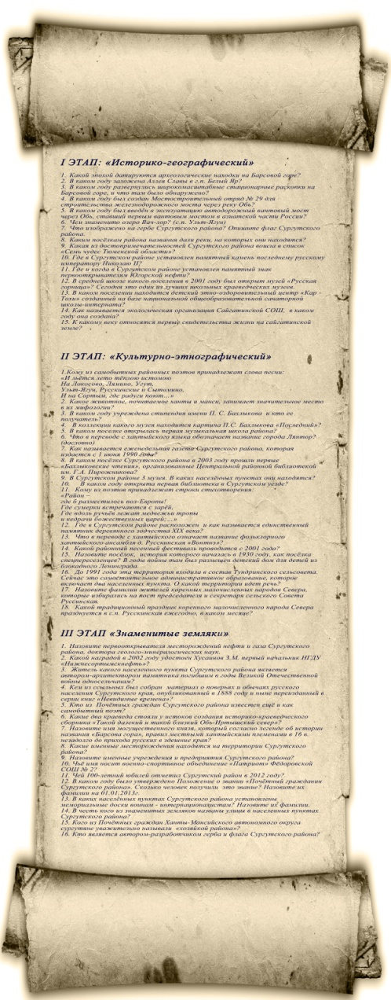 I ЭТАП: «Историко-географический»
1. Какой эпохой датируются археологические находки на Барсовой горе?
2. В каком году заложена Аллея Славы в г.п. Белый Яр?
3. В каком году развернулись широкомасштабные стационарные раскопки на
Барсовой горе, и что там было обнаружено?
4. В каком году был создан Мостостроительный отряд № 29 для
строительства железнодорожного моста через реку Обь?
5. В каком году был введён в эксплуатацию автодорожный вантовый мост
через Обь, ставший первым вантовым мостом в азиатской части России?
6. Чем знаменито озеро Вач-лор? (с.п. Ульт-Ягун)
7. Что изображено на гербе Сургутского района? Опишите флаг Сургутского
района.
8. Каким посёлкам района названия дали реки, на которых они находятся?
9. Какая из достопримечательностей Сургутского района вошла в список
«Семь чудес Тюменской области»?
10. Где в Сургутском районе установлен памятный камень последнему русскому
императору Николаю II?
11. Где и когда в Сургутском районе установлен памятный знак
первооткрывателям Югорской нефти?
12. В средней школе какого поселения в 2001 году был открыт музей «Русская
горница»? Сегодня это один из лучших школьных краеведческих музеев.
13. В каком поселении находится детский этно-оздоровительный центр «Кар -
Тохи» созданный на базе национальной общеобразовательной санаторной
школы-интерната?
14. Как называется экологическая организация Сайгатинской СОШ, в каком
году она создана?
15. К какому веку относятся первые свидетельства жизни на сайгатинской
земле?
II ЭТАП: «Культурно-этнографический»
1.Кому из самобытных районных поэтов принадлежат слова песни:
«И льётся лето тёплою истомою
На Локосово, Лямино, Угут,
Ульт-Ягун, Русскинские и Сытомино,
И на Сортым, где радуги поют…»
2. Какое животное, почитаемое ханты и манси, занимает значительное место
в их мифологии?
3. В каком году учреждена стипендия имени П. С. Бахлыкова и кто ее
получатель?
4. В коллекции какого музея находится картина П.С. Бахлыкова «Последний»?
5. В каком поселке открылась первая музыкальная школа района?
6. Что в переводе с хантыйского языка обозначает название города Лянтор?
(дословно)
7. Как называется еженедельная газета Сургутского района, которая
издается с 1 июня 1990 года?
8. В каком посёлке Сургутского района в 2003 году прошли первые
«Бахлыковские чтения», организованные Центральной районной библиотекой
им. Г.А. Пирожникова?
9. В Сургутском районе 3 музея. В каких населённых пунктах они находятся?
10. В каком году открыта первая библиотека в Сургутском уезде?
11. Кому из поэтов принадлежат строки стихотворения:
«Район –
где б разместилось пол-Европы!
Где сумерки встречаются с зарёй,
Где вдоль ручьёв лежат медвежьи тропы
и кедрачи божественных царей;…»
12. Где в Сургутском районе расположен и как называется единственный
памятник деревянного зодчества XIX века?
13. Что в переводе с хантыйского означает название фольклорного
хантыйского ансамбля д. Русскинская «Вонтнэ»?
14. Какой районный песенный фестиваль проводится с 2001 года?
15. Назовите посёлок, история которого началась в 1930 году, как посёлка
спецпереселенцев? В годы войны там был размещен детский дом для детей из
блокадного Ленинграда.
16. До 1991 года эта территория входила в состав Тундринского сельсовета.
Сейчас это самостоятельное административное образование, которое
включает два населенных пункта. О какой территории идет речь?
17. Назовите фамилии жителей коренных малочисленных народов Севера,
которые избирались на пост председателя и секретаря сельского Совета
Русскинская.
18. Какой традиционный праздник коренного малочисленного народа Севера
празднуется в с.п. Русскинская ежегодно, в каком месяце?
III ЭТАП «Знаменитые земляки»
1. Назовите первооткрывателя месторождений нефти и газа Сургутского
района, доктора геолого-минералогических наук.
2. Какой наградой в 2002 году удостоен Хусаинов З.М. первый начальник НГДУ
«Нижнесортымскнефть»?
3. Житель какого населенного пункта Сургутского района является
автором-архитектором памятника погибшим в годы Великой Отечественной
войны односельчанам?
4. Кем из ссыльных был собран материал о поверьях и обычаях русского
населения Сургутского края, опубликованный в 1888 году и ныне переизданный в
серии книг «Невидимые времена»?
5. Кто из Почётных граждан Сургутского района известен ещё и как
самобытный поэт?
6. Какие два краеведа стояли у истоков создания историко-краеведческого
сборника «Такой далекий и такой близкий Обь-Иртышский север»?
7. Назовите имя могущественного князя, который согласно легенде об истории
названия «Барсова гора», правил местными хантыйскими племенами в 16 в.
незадолго до прихода русских в здешние края?
8. Какие именные месторождения находятся на территории Сургутского
района?
9. Назовите именные учреждения и предприятия Сургутского района?
10. Чьё имя носит военно-спортивное объединение «Патриот» Фёдоровской
СОШ № 2?
11. Чей 100-летний юбилей отметил Сургутский район в 2012 году?
12. В каком году было утверждено Положение о звании «Почётный гражданин
Сургутского района». Сколько человек получили это звание? Назовите их
фамилии на 01.01.2013г.
13. В каких населённых пунктах Сургутского района установлены
мемориальные доски воинам - интернационалистам? Назовите их фамилии.
14. В честь кого из знаменитых земляков названы улицы в населенных пунктах
Сургутского района?
15. Кого из Почётных граждан Ханты-Мансийского автономного округа
сургутяне уважительно называли «хозяйкой района»?
16. Кто является автором-разработчиком герба и флага Сургутского района?